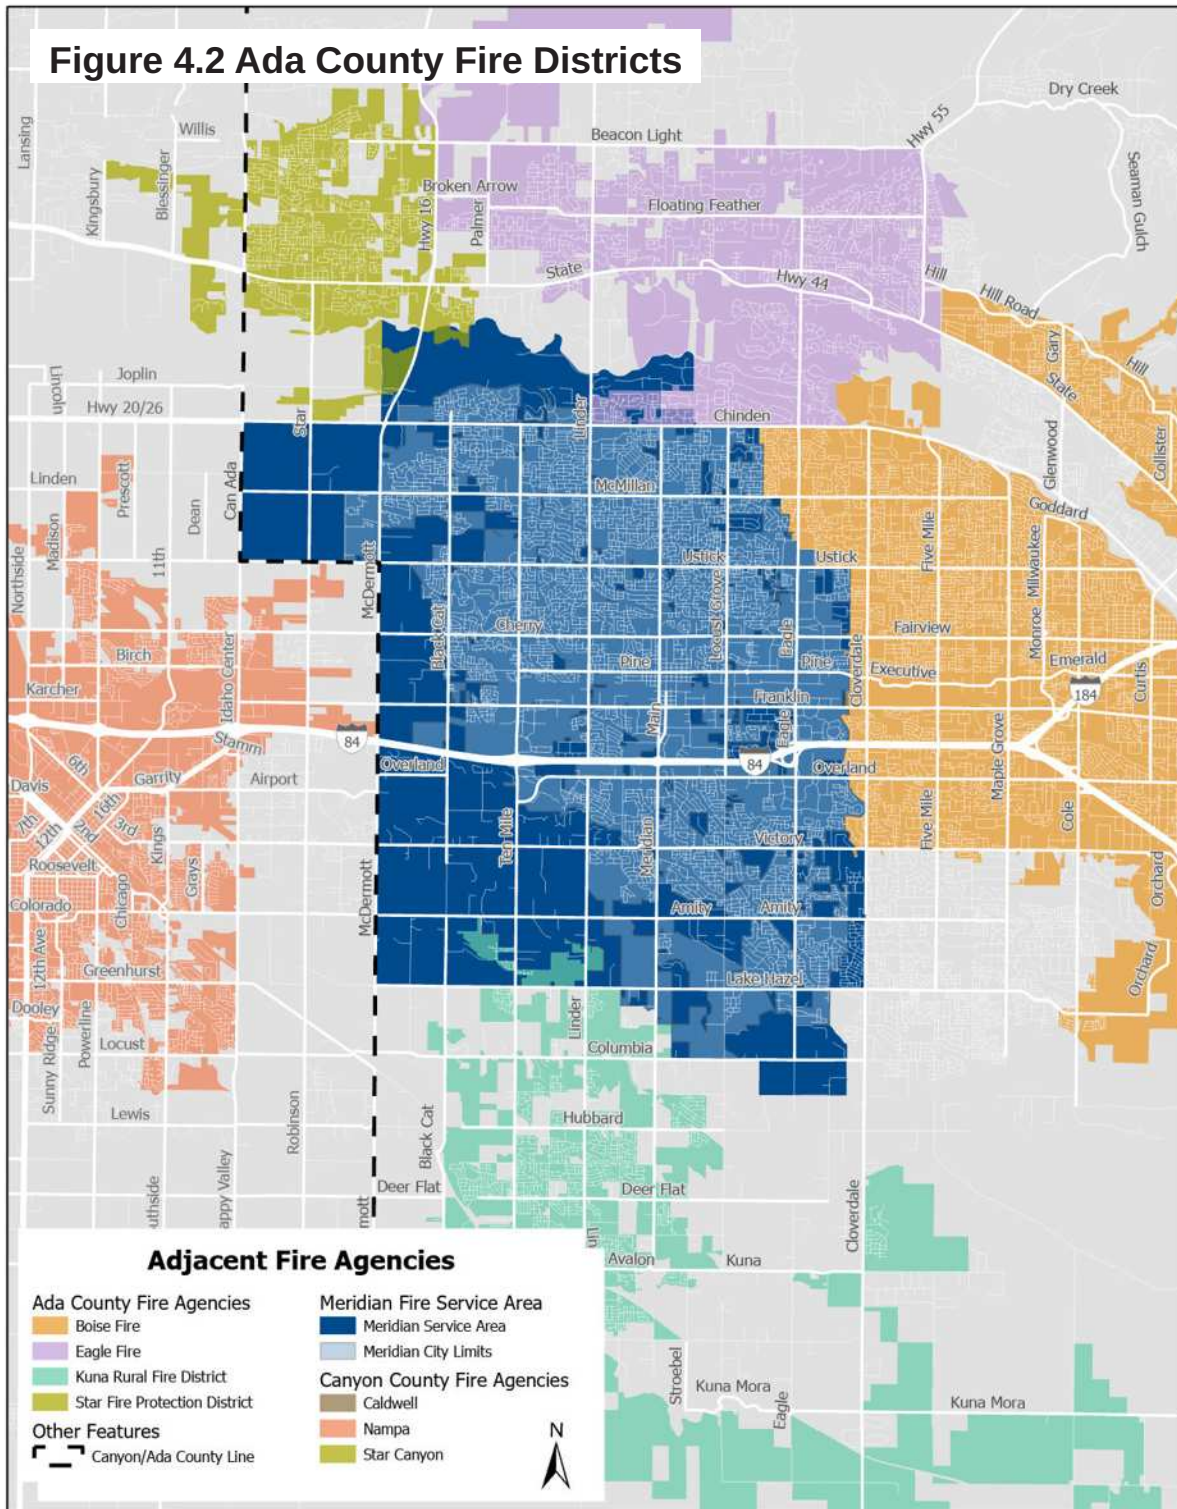 Figure 4.2 Ada County Fire Districts
Dry Creek
Hwy 55
Lansing
Willis
Beacon Light
Seaman Gulch
Kingsbury
Blessinger
Broken Arrow
Hwy 16
Palmer
Floating Feather
State
Hwy 44
Hill
Hill Road
Gary
Hill
State
Lincoln
Joplin
Hwy 20/26
Star
Linder
Chinden
Glenwood
Collister
Linden
Prescott
Can Ada
McMillan
Goddard
Madison
Dean
Northside
11th
McDermott
Ustick
Ustick
Five Mile
Milwaukee
Locust Grove
Black Cat
Cherry
Eagle
Fairview
Monroe
Birch
Idaho Center
Pine
Pine
Cloverdale
Executive
Emerald
Curtis
Karcher
Franklin
184
Main
Eagle
84
Stamm
Overland
84
Overland
Maple Grove
6th
Garrity
Airport
Davis
16th
Five Mile
Cole
7th
12th
2nd
3rd
Kings
Ten Mile
Meridian
Victory
Roosevelt
Grays
McDermott
Orchard
Colorado
Chicago
Amity
Amity
12th Ave
Greenhurst
Lake Hazel
Orchard
Dooley
Powerline
Linder
Sunny Ridge
Locust
Columbia
Lewis
Robinson
Black Cat
Hubbard
appy Valley
uthside
mott
Deer Flat
Deer Flat
Cloverdale
Lin
Avalon
Kuna
Stroebel
Kuna Mora
Eagle
Kuna Mora
Adjacent Fire Agencies
Ada County Fire Agencies
Boise Fire
Eagle Fire
Kuna Rural Fire District
Star Fire Protection District
Other Features
Canyon/Ada County Line
Meridian Fire Service Area
Meridian Service Area
Meridian City Limits
Canyon County Fire Agencies
Caldwell
Nampa
Star Canyon
N